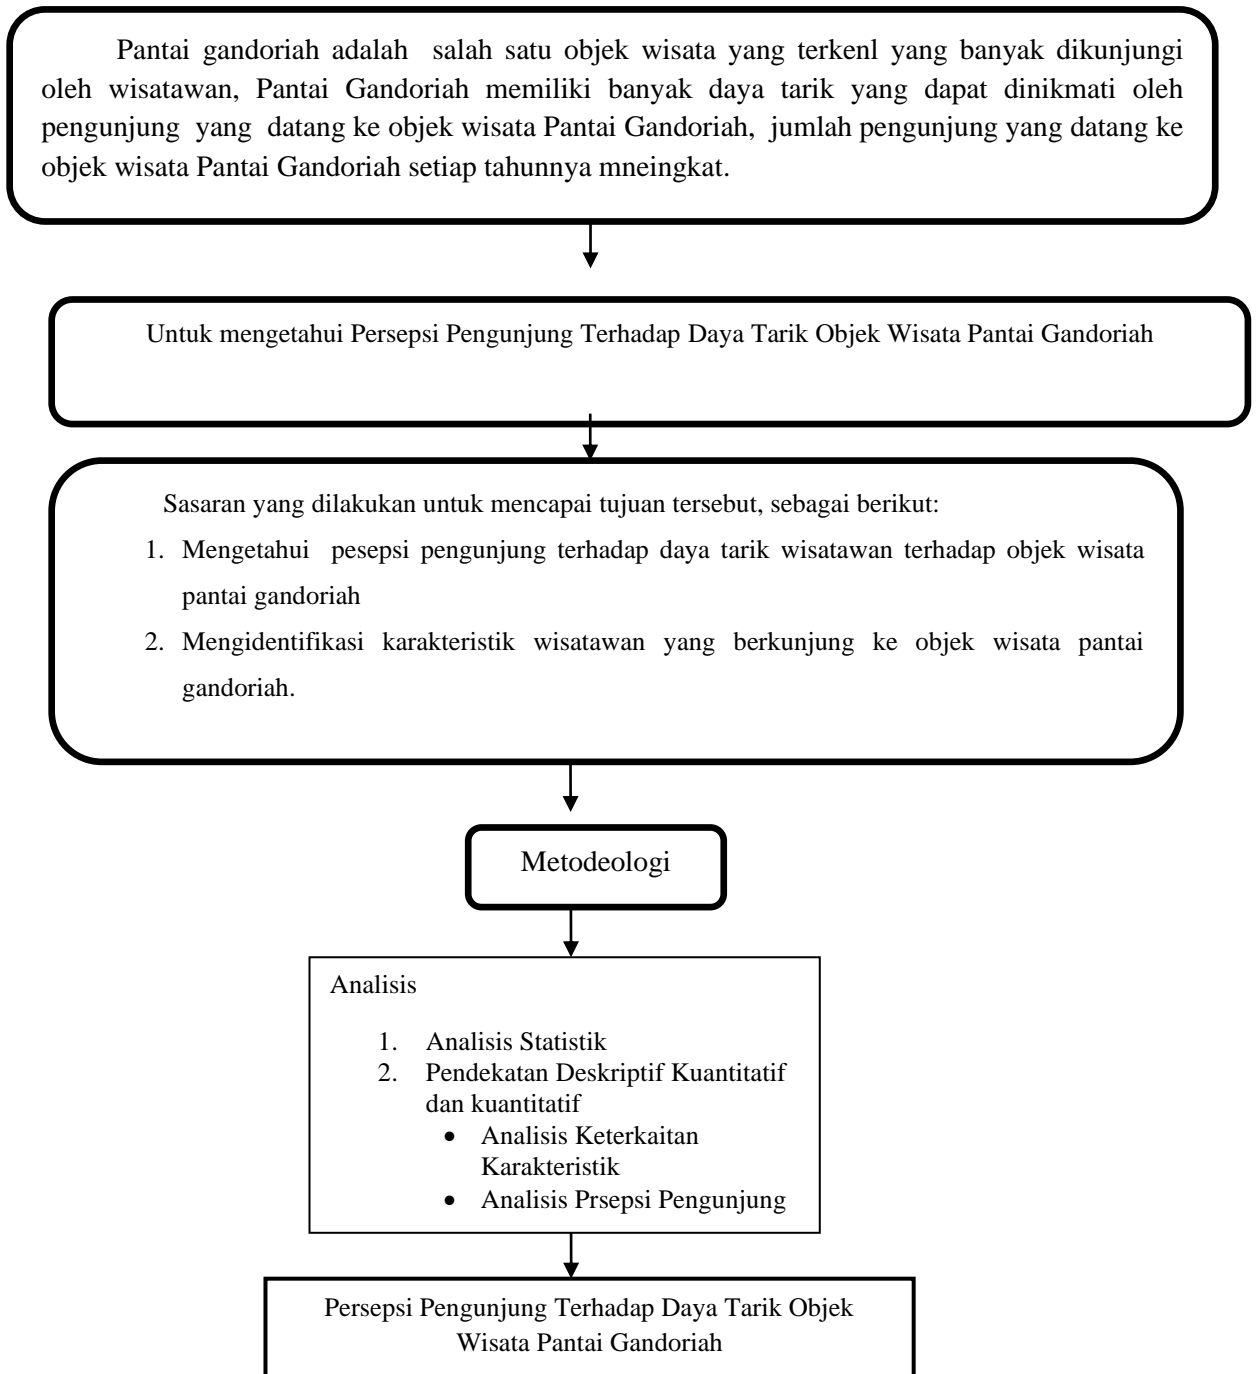 Pantai gandoriah adalah salah satu objek wisata yang terkenl yang banyak dikunjungi
oleh wisatawan, Pantai Gandoriah memiliki banyak daya tarik yang dapat dinikmati oleh
pengunjung yang datang ke objek wisata Pantai Gandoriah, jumlah pengunjung yang datang ke
objek wisata Pantai Gandoriah setiap tahunnya mneingkat.
Untuk mengetahui Persepsi Pengunjung Terhadap Daya Tarik Objek Wisata Pantai Gandoriah
Sasaran yang dilakukan untuk mencapai tujuan tersebut, sebagai berikut:
1. Mengetahui pesepsi pengunjung terhadap daya tarik wisatawan terhadap objek wisata
pantai gandoriah
2. Mengidentifikasi karakteristik wisatawan yang berkunjung ke objek wisata pantai
gandoriah.
Metodeologi
Analisis
1. Analisis Statistik
2. Pendekatan Deskriptif Kuantitatif
dan kuantitatif
• Analisis Keterkaitan
Karakteristik
• Analisis Prsepsi Pengunjung
Persepsi Pengunjung Terhadap Daya Tarik Objek
Wisata Pantai Gandoriah